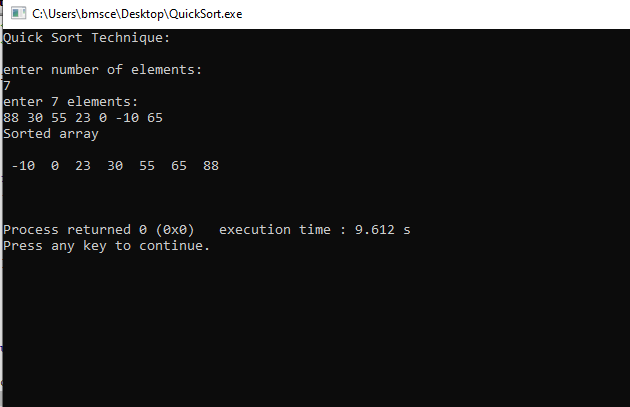 C:\Users\bmsce\Desktop\QuickSort.exe
Quick Sort Technique:
enter number of elements:
7
enter 7 elements:
88 30 55 23 0 -10 65
Sorted array
-10  0  23  30  55  65  88
Process returned 0 (0x0)   execution time : 9.612 s
Press any key to continue.